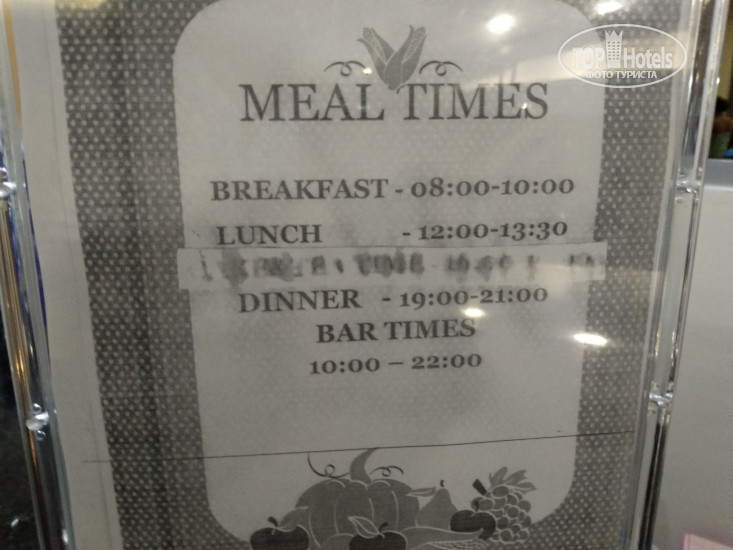 TOP Hotels
ФОТО ТУРИСТА
MEAL TIMES
BREAKFAST - 08:00-10:00
LUNCH - 12:00-13:30
DINNER - 19:00-21:00
BAR TIMES
10:00 – 22:00